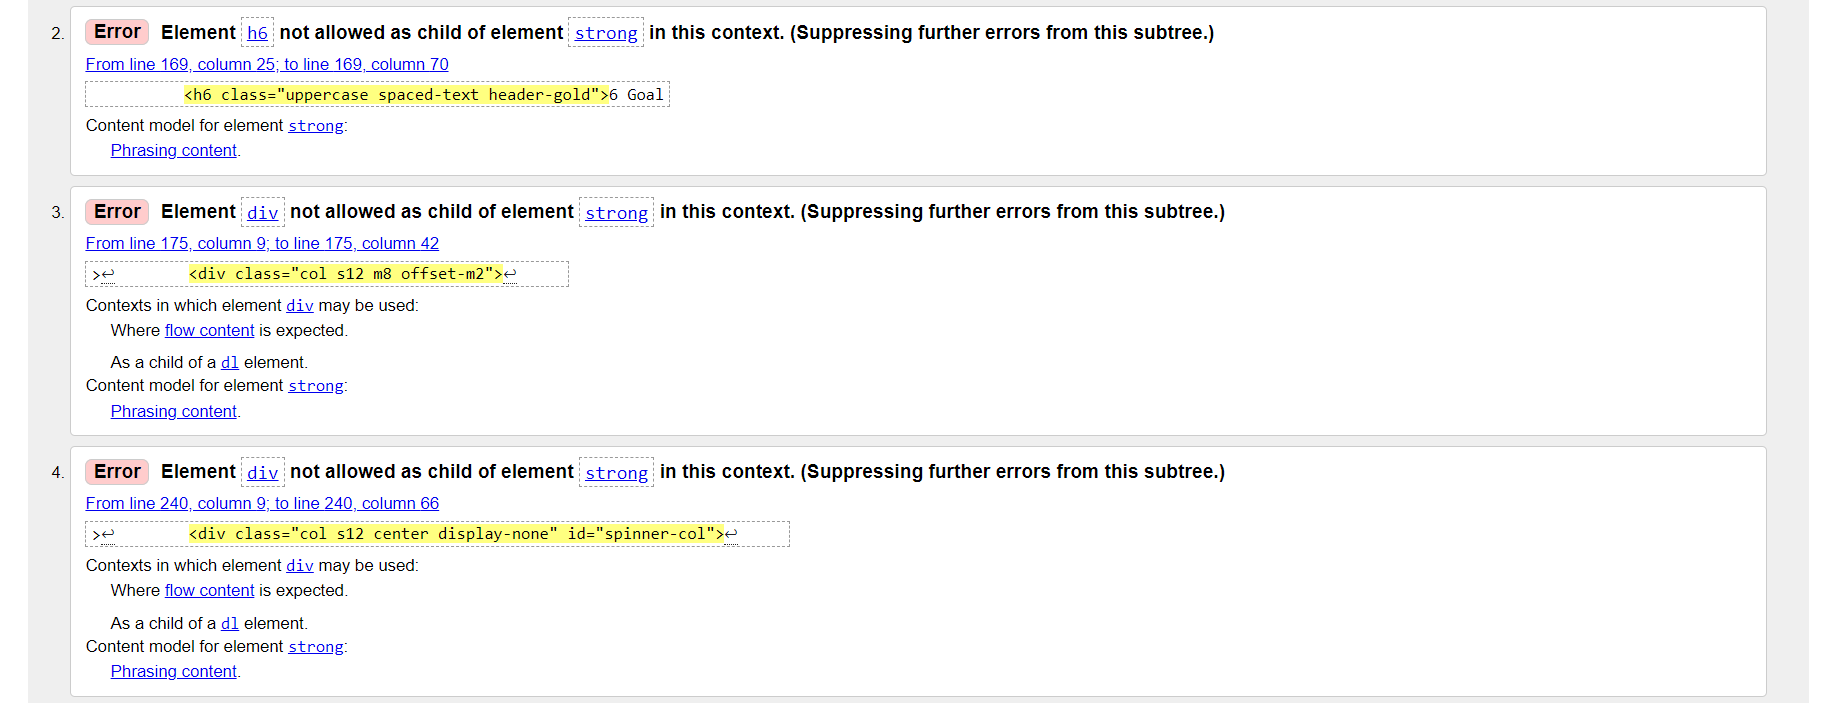 2. Error Element h6 not allowed as child of element strong in this context. (Suppressing further errors from this subtree.)
From line 169, column 25; to line 169, column 70
<h6 class="uppercase spaced-text header-gold">6 Goal
Content model for element strong:
Phrasing content.
3. Error Element div not allowed as child of element strong in this context. (Suppressing further errors from this subtree.)
From line 175, column 9; to line 175, column 42
>↩ <div class="col s12 m8 offset-m2">↩
Contexts in which element div may be used:
Where flow content is expected.
As a child of a dl element.
Content model for element strong:
Phrasing content.
4. Error Element div not allowed as child of element strong in this context. (Suppressing further errors from this subtree.)
From line 240, column 9; to line 240, column 66
>↩ <div class="col s12 center display-none" id="spinner-col">↩
Contexts in which element div may be used:
Where flow content is expected.
As a child of a dl element.
Content model for element strong:
Phrasing content.